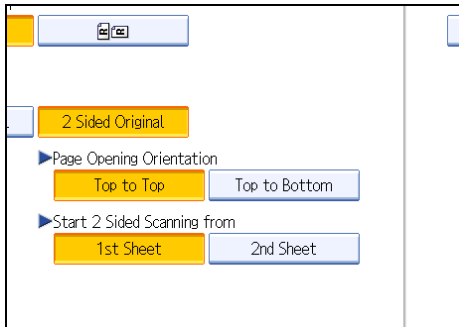 2 Sided Original
Page Opening Orientation
Top to Top Top to Bottom
Start 2 Sided Scanning from
1st Sheet 2nd Sheet